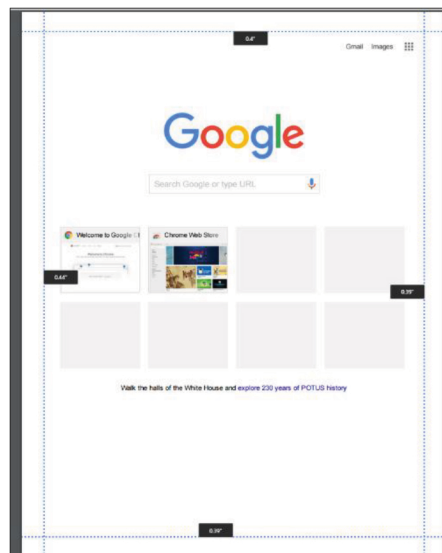 0.4"
Gmail Images
Google
Search Google or type URL
Welcome to Google Ch
Chrome Web Store
0.44"
0.39"
Walk the halls of the White House and explore 230 years of POTUS history
0.39"